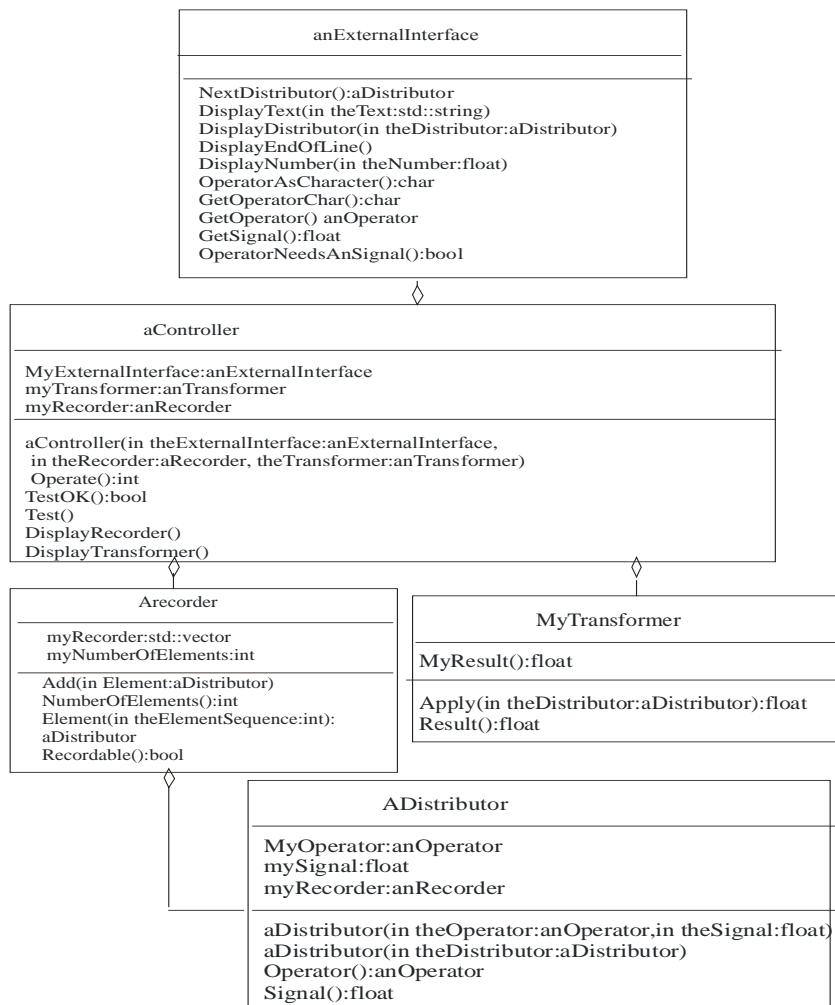 anExternalInterface
NextDistributor():aDistributor
DisplayText(in theText:std::string)
DisplayDistributor(in theDistributor:aDistributor)
DisplayEndOfLine()
DisplayNumber(in theNumber:float)
OperatorAsCharacter():char
GetOperatorChar():char
GetOperator() anOperator
GetSignal():float
OperatorNeedsAnSignal():bool
aController
MyExternalInterface:anExternalInterface
myTransformer:anTransformer
myRecorder:anRecorder
aController(in theExternalInterface:anExternalInterface,
in theRecorder:aRecorder, theTransformer:anTransformer)
Operate():int
TestOK():bool
Test()
DisplayRecorder()
DisplayTransformer()
Arecorder
myRecorder:std::vector
myNumberOfElements:int
Add(in Element:aDistributor)
NumberOfElements():int
Element(in theElementSequence:int):
aDistributor
Recordable():bool
MyTransformer
MyResult():float
Apply(in theDistributor:aDistributor):float
Result():float
ADistributor
MyOperator:anOperator
mySignal:float
myRecorder:anRecorder
aDistributor(in theOperator:anOperator,in theSignal:float)
aDistributor(in theDistributor:aDistributor)
Operator():anOperator
Signal():float